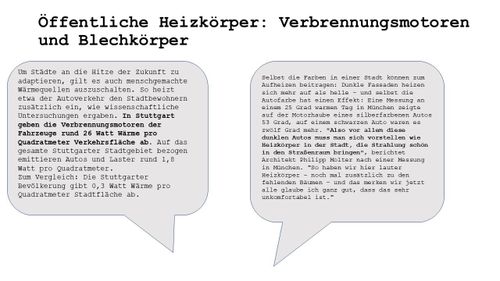 Öffentliche Heizkörper: Verbrennungsmotoren
und Blechkörper
Um Städte an die Hitze der Zukunft zu
adaptieren, gilt es auch menschgemachte
Wärmequellen auszuschalten. So heizt
etwa der Autoverkehr den Stadtbewohnern
zusätzlich ein, wie wissenschaftliche
Untersuchungen ergaben. In Stuttgart
geben die Verbrennungsmotoren der
Fahrzeuge rund 26 Watt Wärme pro
Quadratmeter Verkehrsfläche ab. Auf das
gesamte Stuttgarter Stadtgebiet bezogen
emittieren Autos und Laster rund 1,8
Watt pro Quadratmeter.
Zum Vergleich: Die Stuttgarter
Bevölkerung gibt 0,3 Watt Wärme pro
Quadratmeter Stadtfläche ab.
Selbst die Farben in einer Stadt können zum
Aufheizen beitragen: Dunkle Fassaden heizen
sich mehr auf als helle – und selbst die
Autofarbe hat einen Effekt: Eine Messung an
einem 25 Grad warmen Tag in München zeigte
auf der Motorhaube eines silberfarbenen Autos
53 Grad, auf einem schwarzen Auto waren es
zwölf Grad mehr. "Also vor allem diese
dunklen Autos muss man sich vorstellen wie
Heizkörper in der Stadt, die Strahlung schön
in den Straßenraum bringen", berichtet
Architekt Philipp Molter nach einer Messung
in München. "So haben wir hier lauter
Heizkörper – noch mal zusätzlich zu den
fehlenden Bäumen – und das merken wir jetzt
alle glaube ich ganz gut, dass das sehr
unkomfortabel ist."